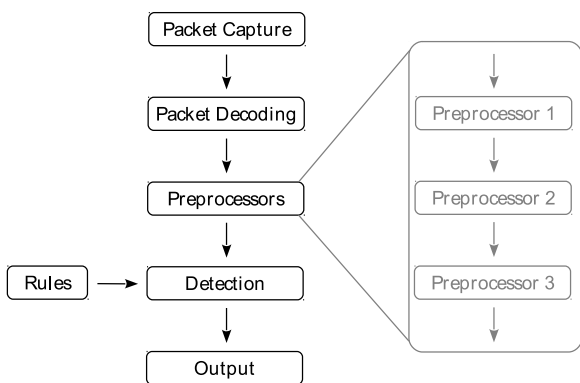 Packet Capture
Packet Decoding
Preprocessors
Rules
Detection
Output
Preprocessor 1
Preprocessor 2
Preprocessor 3